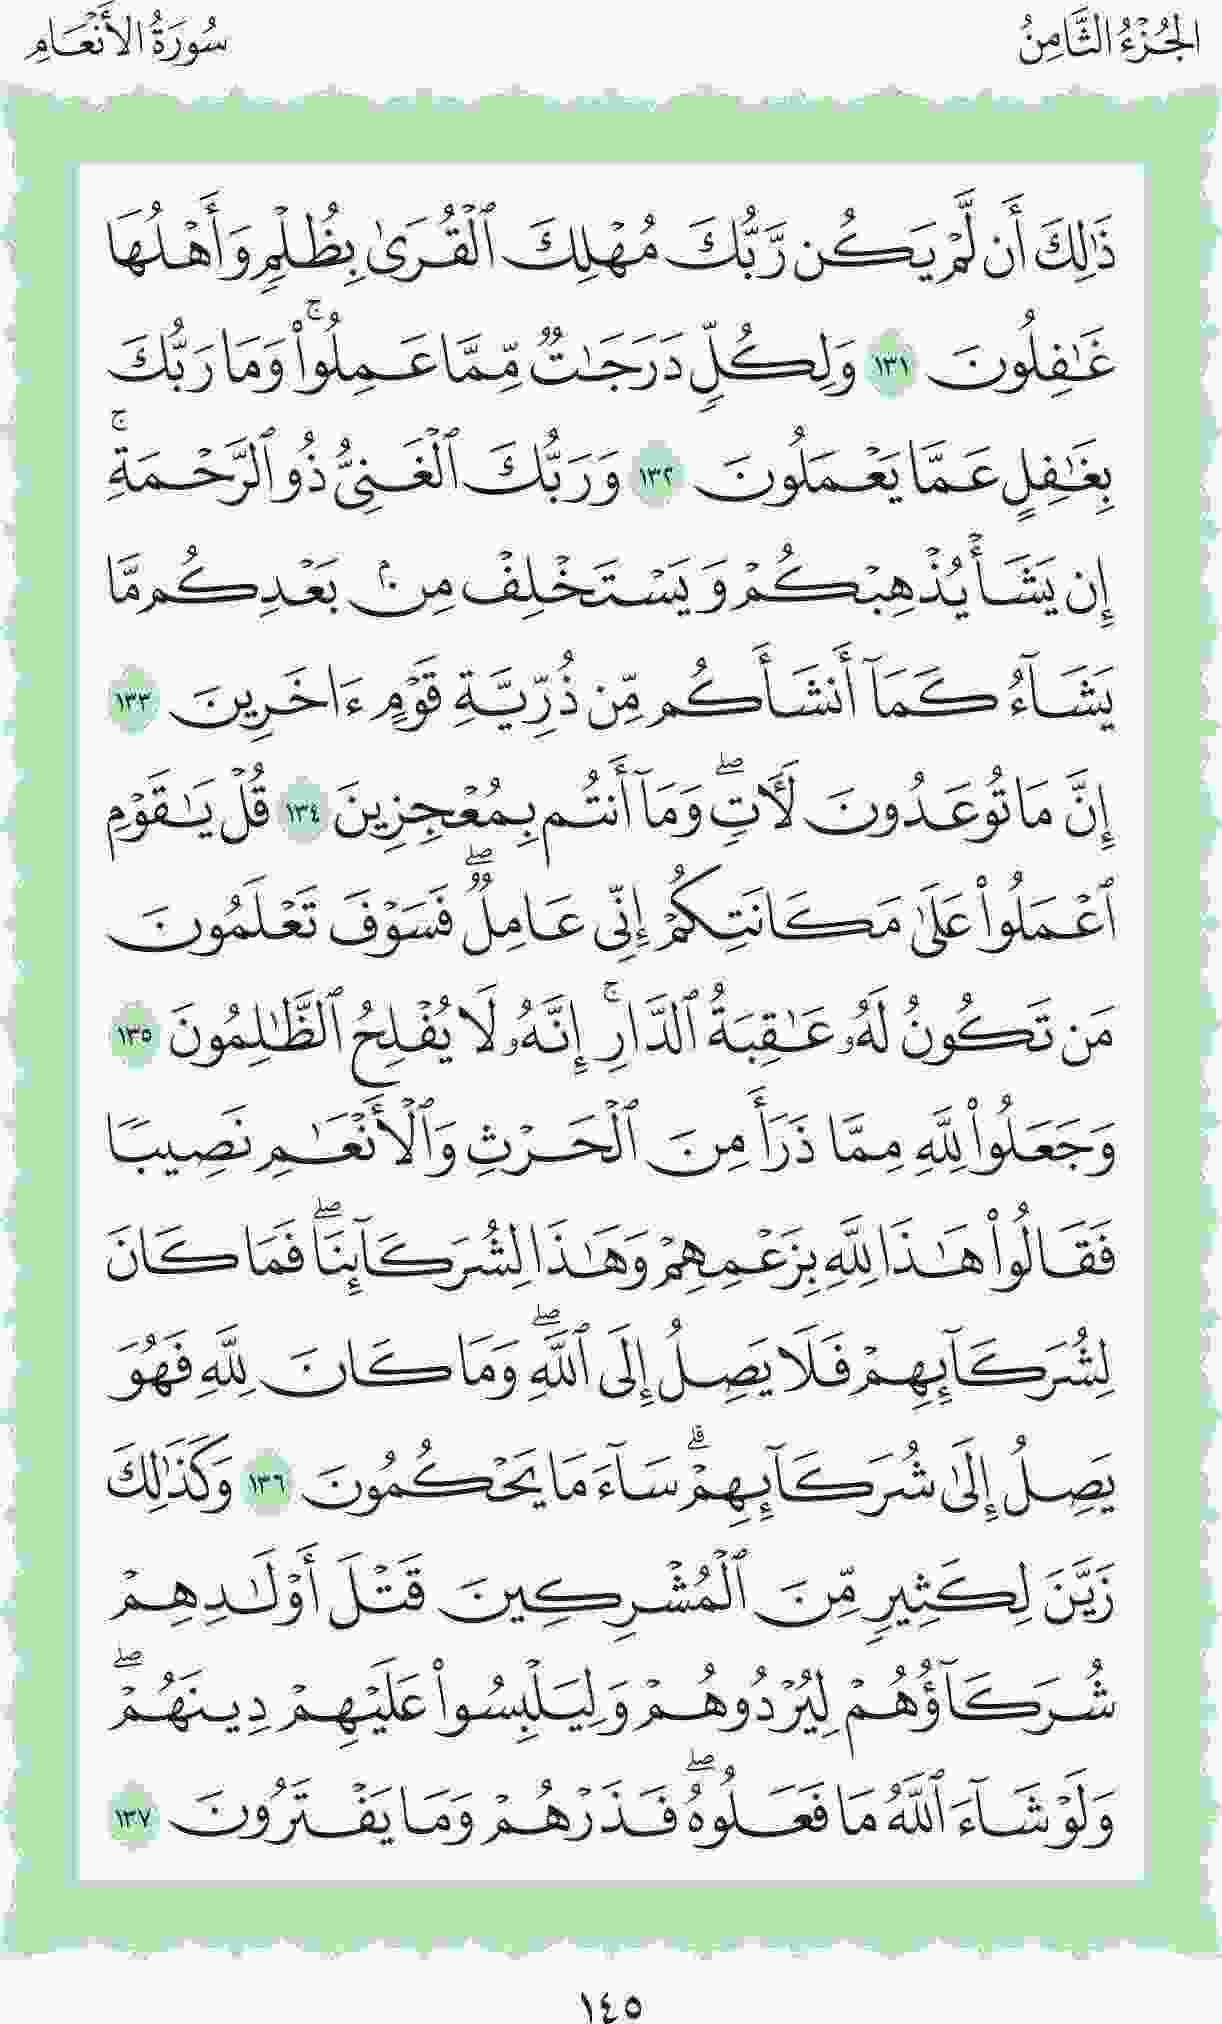 الجُزْءُ الثَّامِنُ
سُورَةُ الأَنْعَامِ
ذَٰلِكَ أَن لَّمْ يَكُن رَّبُّكَ مُهْلِكَ ٱلْقُرَىٰ بِظُلْمٍ وَأَهْلُهَا
غَـٰفِلُونَ ١٣١ وَلِكُلٍّ دَرَجَـٰتٌ مِّمَّا عَمِلُوا۟ ۚ وَمَا رَبُّكَ
بِغَـٰفِلٍ عَمَّا يَعْمَلُونَ ١٣٢ وَرَبُّكَ ٱلْغَنِىُّ ذُو ٱلرَّحْمَةِ ۚ
إِن يَشَأْ يُذْهِبْكُمْ وَيَسْتَخْلِفْ مِنۢ بَعْدِكُم مَّا
يَشَآءُ كَمَآ أَنشَأَكُم مِّن ذُرِّيَّةِ قَوْمٍ ءَاخَرِينَ ١٣٣
إِنَّ مَا تُوعَدُونَ لَـَٔاتٍ ۖ وَمَآ أَنتُم بِمُعْجِزِينَ ١٣٤ قُلْ يَـٰقَوْمِ
ٱعْمَلُوا۟ عَلَىٰ مَكَانَتِكُمْ إِنِّى عَامِلٌ ۖ فَسَوْفَ تَعْلَمُونَ
مَن تَكُونُ لَهُۥ عَـٰقِبَةُ ٱلدَّارِ ۚ إِنَّهُۥ لَا يُفْلِحُ ٱلظَّـٰلِمُونَ ١٣٥
وَجَعَلُوا۟ لِلَّهِ مِمَّا ذَرَأَ مِنَ ٱلْحَرْثِ وَٱلْأَنْعَـٰمِ نَصِيبًا
فَقَالُوا۟ هَـٰذَا لِلَّهِ بِزَعْمِهِمْ وَهَـٰذَا لِشُرَكَآئِنَا ۖ فَمَا كَانَ
لِشُرَكَآئِهِمْ فَلَا يَصِلُ إِلَى ٱللَّهِ ۖ وَمَا كَانَ لِلَّهِ فَهُوَ
يَصِلُ إِلَىٰ شُرَكَآئِهِمْ ۗ سَآءَ مَا يَحْكُمُونَ ١٣٦ وَكَذَٰلِكَ
زَيَّنَ لِكَثِيرٍ مِّنَ ٱلْمُشْرِكِينَ قَتْلَ أَوْلَـٰدِهِمْ
شُرَكَآؤُهُمْ لِيُرْدُوهُمْ وَلِيَلْبِسُوا۟ عَلَيْهِمْ دِينَهُمْ ۖ
وَلَوْ شَآءَ ٱللَّهُ مَا فَعَلُوهُ ۖ فَذَرْهُمْ وَمَا يَفْتَرُونَ ١٣٧
١٤٥